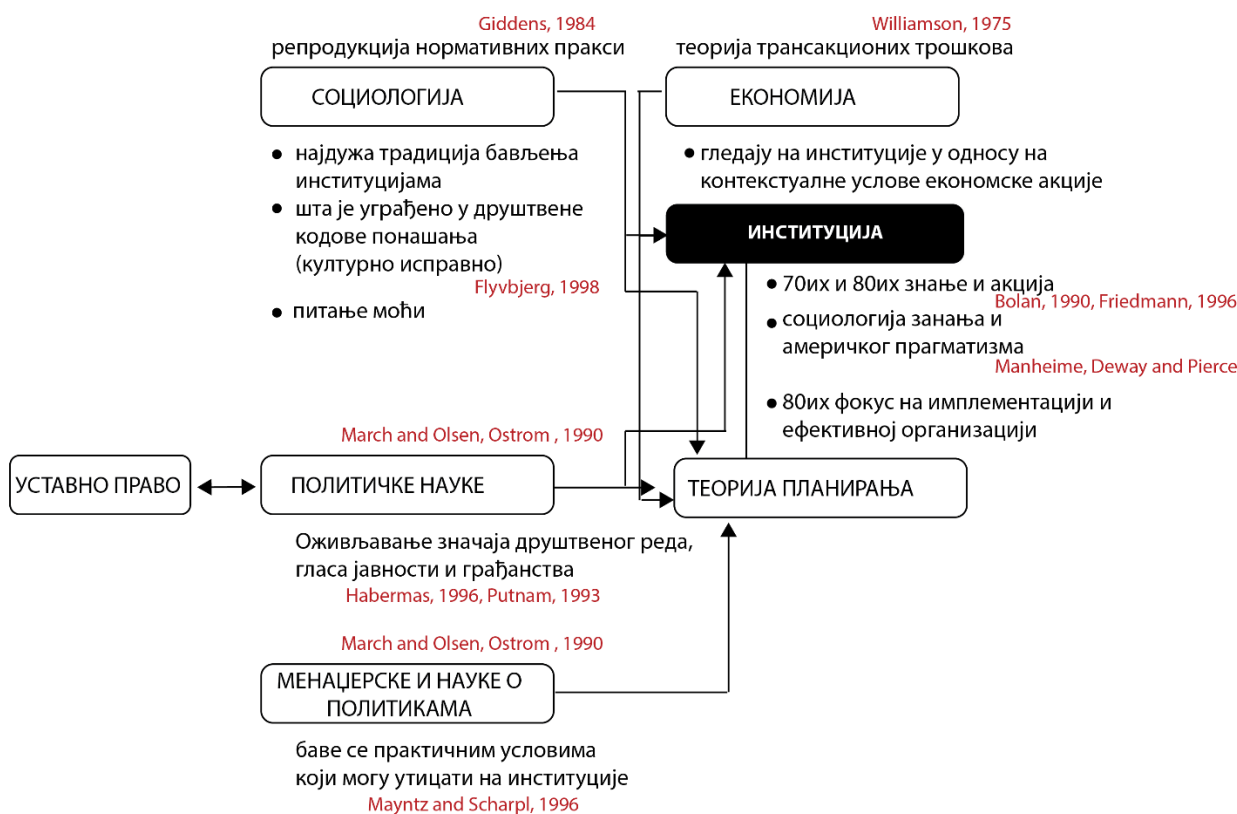 Giddens, 1984
репродукција нормативних пракси
СОЦИОЛОГИЈА
• најдужа традиција бављења
институцијама
• шта је уграђено у друштвене
кодове понашања
(културно исправно)
Flyvbjerg, 1998
• питање моћи
Williamson, 1975
теорија трансакционих трошкова
ЕКОНОМИЈА
• гледају на институције у односу на
контекстуалне услове економске акције
ИНСТИТУЦИЈА
• 70их и 80их знање и акција
Bolan, 1990, Friedmann, 1996
• социологија занања и
америчког прагматизма
Manheime, Deway and Pierce
• 80их фокус на имплементацији и
ефективној организацији
March and Olsen, Ostrom , 1990
УСТАВНО ПРАВО
ПОЛИТИЧКЕ НАУКЕ
ТЕОРИЈА ПЛАНИРАЊА
Оживљавање значаја друштвеног реда,
гласа јавности и грађанства
Habermas, 1996, Putnam, 1993
March and Olsen, Ostrom , 1990
МЕНАЏЕРСКЕ И НАУКЕ О
ПОЛИТИКАМА
баве се практичним условима
који могу утицати на институције
Mayntz and Scharpl, 1996